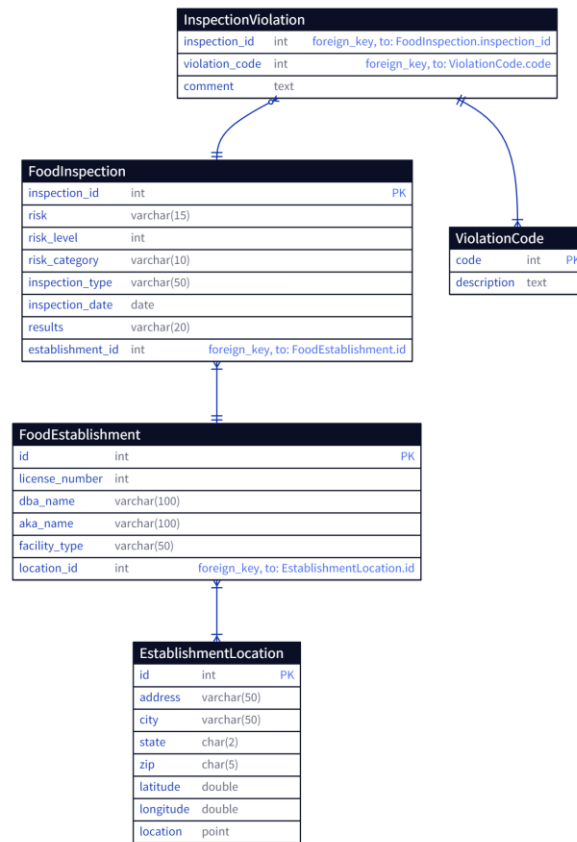 InspectionViolation
inspection_id int foreign_key, to: FoodInspection.inspection_id
violation_code int foreign_key, to: ViolationCode.code
comment text
FoodInspection
inspection_id int PK
risk varchar(15)
risk_level int
risk_category varchar(10)
inspection_type varchar(50)
inspection_date date
results varchar(20)
establishment_id int foreign_key, to: FoodEstablishment.id
ViolationCode
code int PK
description text
FoodEstablishment
id int PK
license_number int
dba_name varchar(100)
aka_name varchar(100)
facility_type varchar(50)
location_id int foreign_key, to: EstablishmentLocation.id
EstablishmentLocation
id int PK
address varchar(50)
city varchar(50)
state char(2)
zip char(5)
latitude double
longitude double
location point